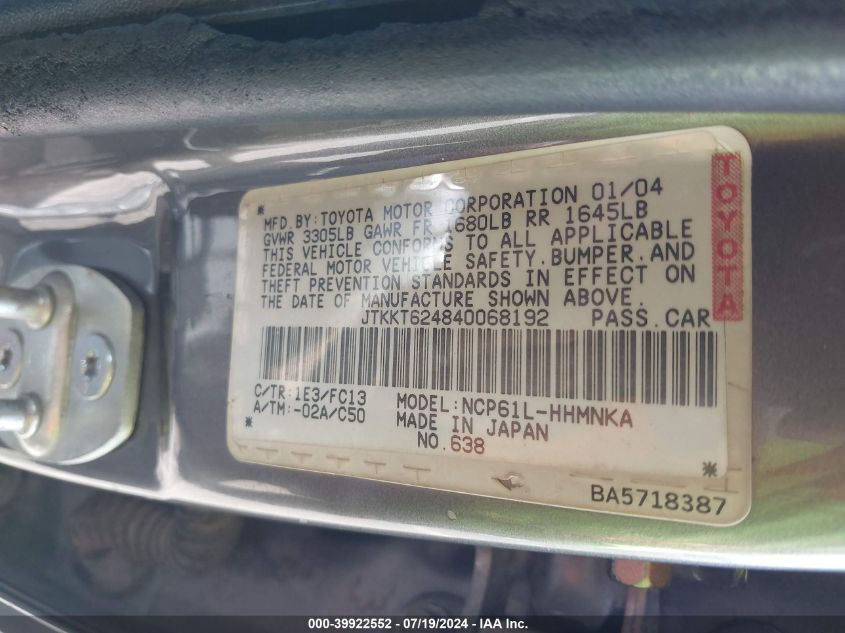 MFD.BY:TOYOTA MOTOR CORPORATION 01/04
GVWR 3305LB GAWR FR 1680LB RR 1645LB
THIS VEHICLE CONFORMS TO ALL APPLICABLE
FEDERAL MOTOR VEHICLE SAFETY.BUMPER.AND
THEFT PREVENTION STANDARDS IN EFFECT ON
THE DATE OF MANUFACTURE SHOWN ABOVE.
JTKKT624840068192 PASS.CAR
C/TR:1E3/FC13 MODEL:NCP61L-HHMNKA
A/TM:-02A/C50 MADE IN JAPAN
NO.638
BA5718387
TOYOTA
000-39922552 - 07/19/2024 - © IAA Inc.